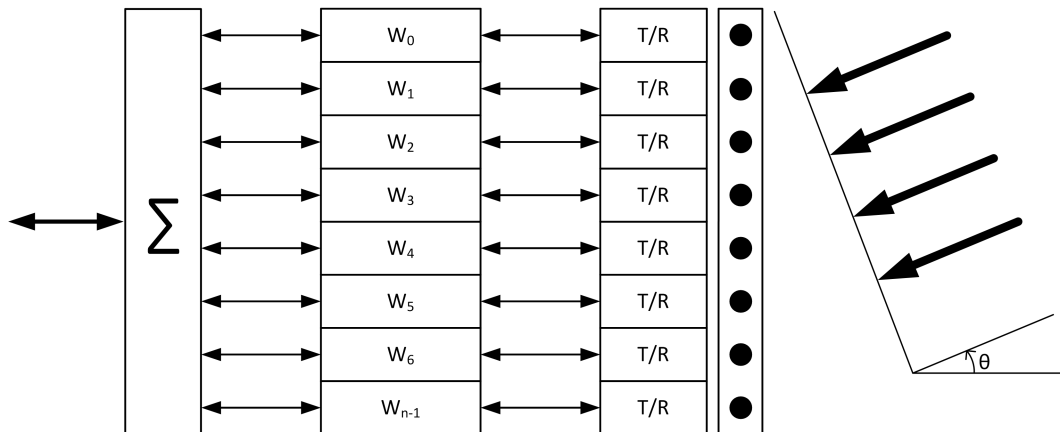 W₀ T/R
W₁ T/R
W₂ T/R
W₃ T/R
∑
W₄ T/R
W₅ T/R
W₆ T/R
θ
Wₙ₋₁ T/R